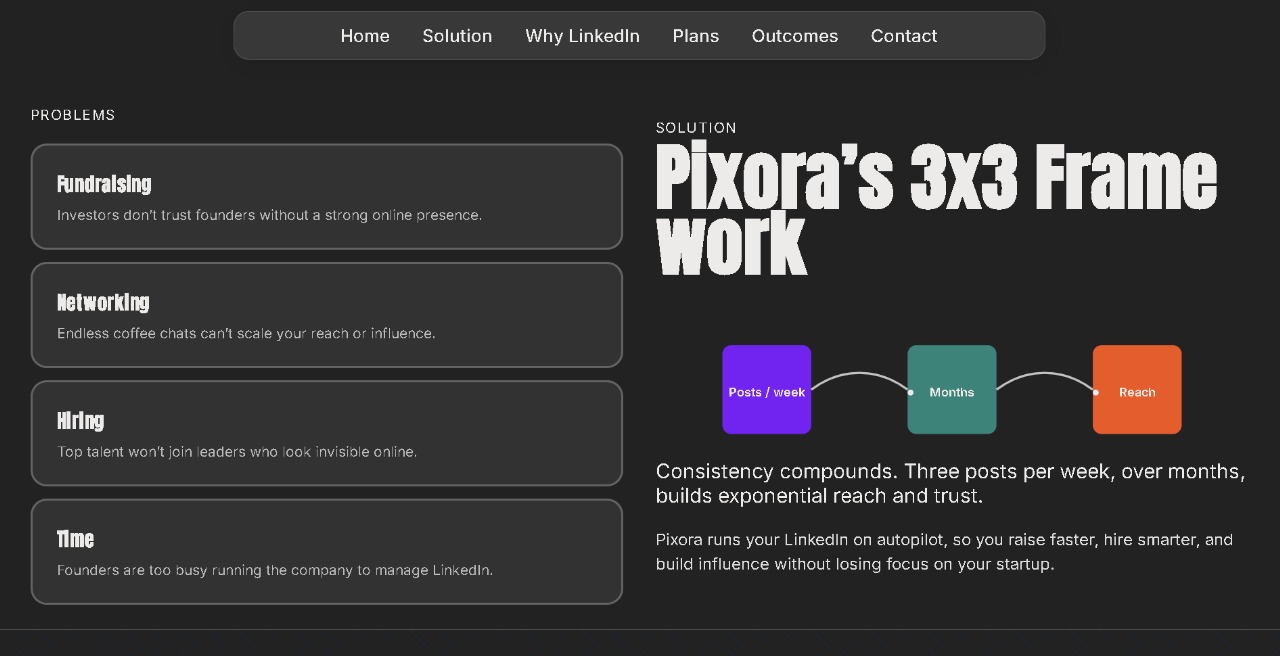 Home Solution Why LinkedIn Plans Outcomes Contact
PROBLEMS
Fundraising
Investors don’t trust founders without a strong online presence.
Networking
Endless coffee chats can’t scale your reach or influence.
Hiring
Top talent won’t join leaders who look invisible online.
Time
Founders are too busy running the company to manage LinkedIn.
SOLUTION
Pixora’s 3x3 Frame
work
Posts / week Months Reach
Consistency compounds. Three posts per week, over months,
builds exponential reach and trust.
Pixora runs your LinkedIn on autopilot, so you raise faster, hire smarter, and
build influence without losing focus on your startup.